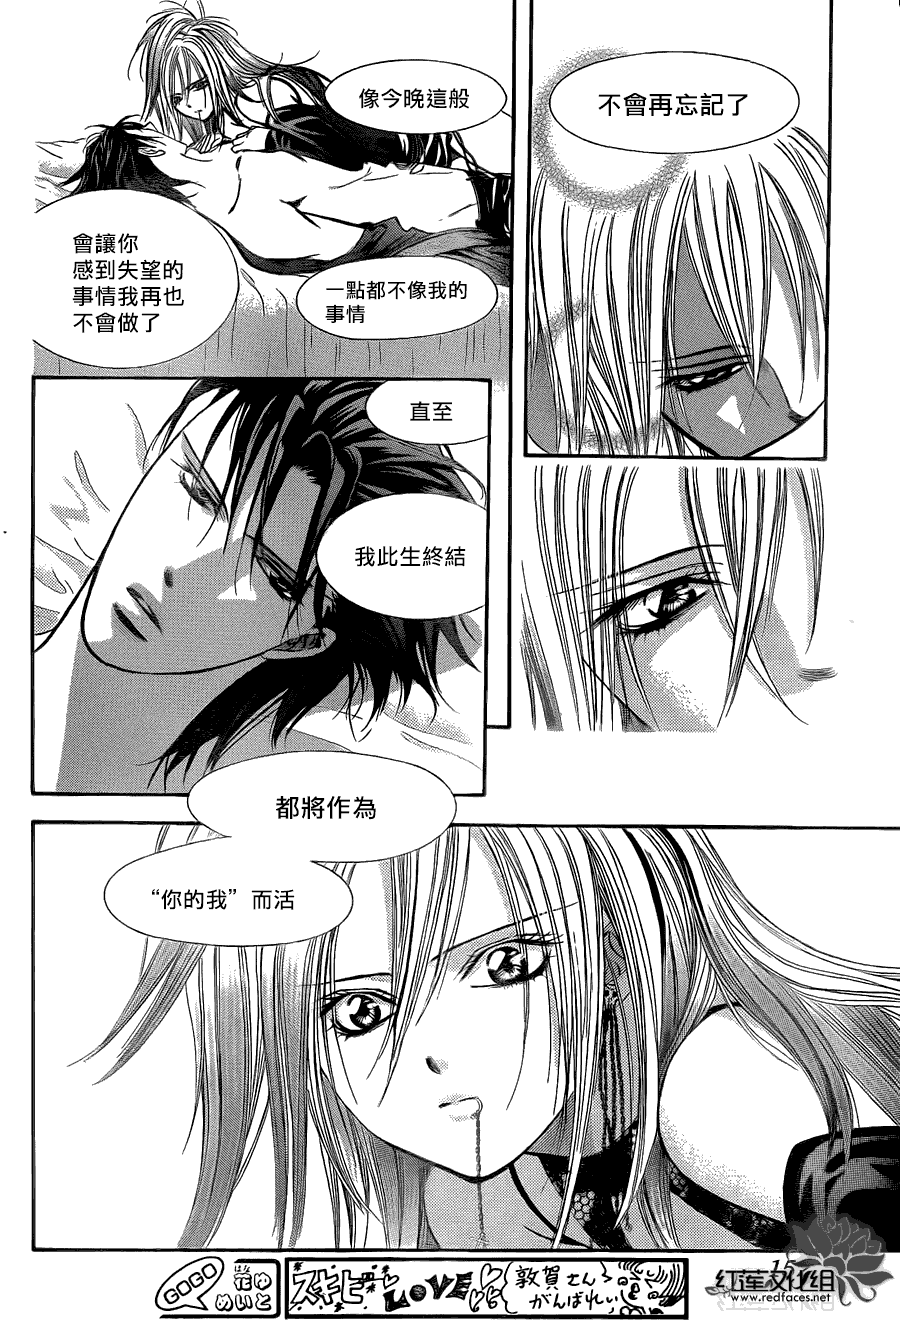 不會再忘記了
像今晚這般
一點都不像我的
事情
會讓你
感到失望的
事情我再也
不會做了
直至
我此生終結
都將作為
“你的我”而活
花ゆ
めいと
スキビ
LOVE
敦賀さん
がんばれい
15
红莲文化组
www.redfaces.net